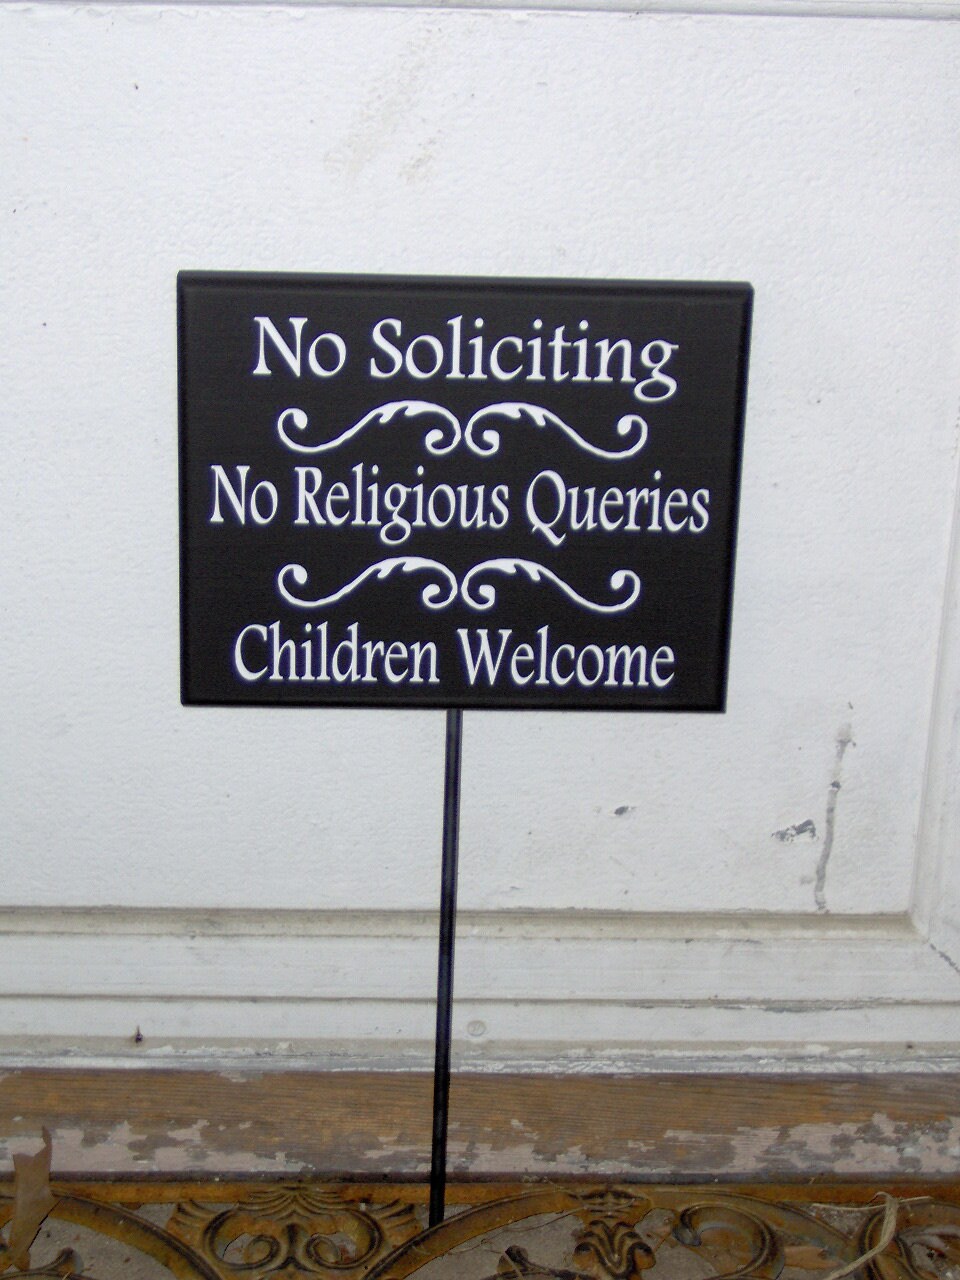 No Soliciting
No Religious Queries
Children Welcome